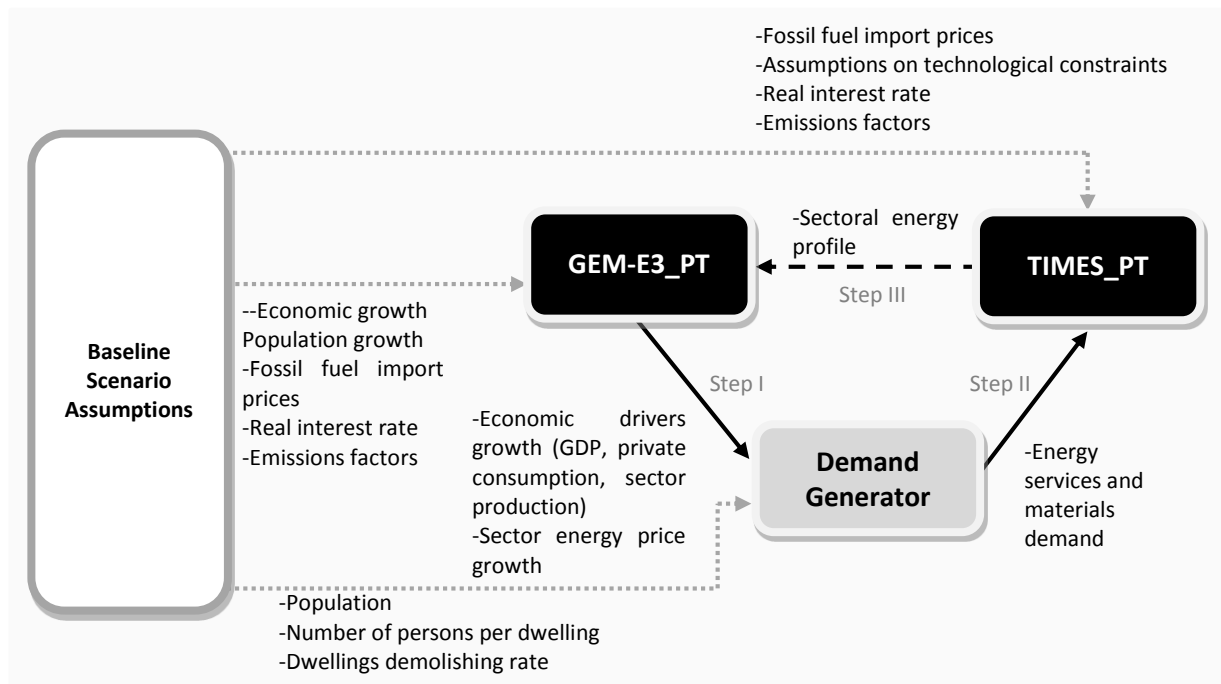 -Fossil fuel import prices
-Assumptions on technological constraints
-Real interest rate
-Emissions factors
-Sectoral energy
profile
GEM-E3_PT
TIMES_PT
Step III
Baseline
Scenario
Assumptions
--Economic growth
Population growth
-Fossil fuel import
prices
-Real interest rate
-Emissions factors
Step I
Step II
-Economic drivers
growth (GDP, private
consumption, sector
production)
-Sector energy price
growth
Demand
Generator
-Energy
services and
materials
demand
-Population
-Number of persons per dwelling
-Dwellings demolishing rate